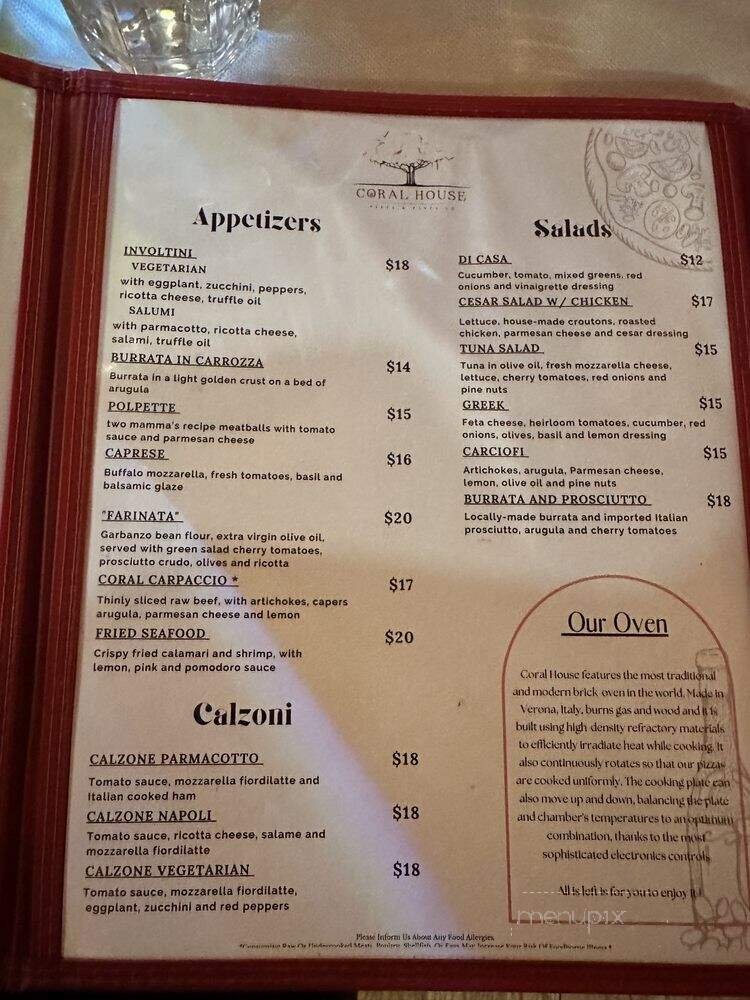 CORAL HOUSE
Appetizers
INVOLTINI $18
VEGETARIAN
with eggplant, zucchini, peppers,
ricotta cheese, truffle oil
SALUMI
with parmacotto, ricotta cheese,
salami, truffle oil
BURRATA IN CARROZZA $14
Burrata in a light golden crust on a bed of
arugula
POLPETTE $15
two mamma's recipe meatballs with tomato
sauce and parmesan cheese
CAPRESE $16
Buffalo mozzarella, fresh tomatoes, basil and
balsamic glaze
"FARINATA" $20
Garbanzo bean flour, extra virgin olive oil,
served with green salad cherry tomatoes,
prosciutto crudo, olives and ricotta
CORAL CARPACCIO * $17
Thinly sliced raw beef, with artichokes, capers
arugula, parmesan cheese and lemon
FRIED SEAFOOD $20
Crispy fried calamari and shrimp, with
lemon, pink and pomodoro sauce
Calzoni
CALZONE PARMACOTTO $18
Tomato sauce, mozzarella fiordilatte and
Italian cooked ham
CALZONE NAPOLI $18
Tomato sauce, ricotta cheese, salame and
mozzarella fiordilatte
CALZONE VEGETARIAN $18
Tomato sauce, mozzarella fiordilatte,
eggplant, zucchini and red peppers
Salads
DI CASA $12
Cucumber, tomato, mixed greens, red
onions and vinaigrette dressing
CESAR SALAD W/ CHICKEN $17
Lettuce, house-made croutons, roasted
chicken, parmesan cheese and cesar dressing
TUNA SALAD $15
Tuna in olive oil, fresh mozzarella cheese,
lettuce, cherry tomatoes, red onions and
pine nuts
GREEK $15
Feta cheese, heirloom tomatoes, cucumber, red
onions, olives, basil and lemon dressing
CARCIOFI $15
Artichokes, arugula, Parmesan cheese,
lemon, olive oil and pine nuts
BURRATA AND PROSCIUTTO $18
Locally-made burrata and imported Italian
prosciutto, arugula and cherry tomatoes
Our Oven
Coral House features the most traditional
and modern brick oven in the world. Made in
Verona, Italy, burns gas and wood and it is
built using high-density refractory materials
to efficiently irradiate heat while cooking. It
also continuously rotates so that our pizzas
are cooked uniformly. The cooking plate can
also move up and down, balancing the plate
and chamber's temperatures to an optimum
combination, thanks to the most
sophisticated electronics controls.
All is left is for you to enjoy it!
menupix
Please Inform Us About Any Food Allergies.
*Consuming Raw Or Undercooked Meats, Poultry, Shellfish, Or Eggs May Increase Your Risk Of Foodborne Illness *